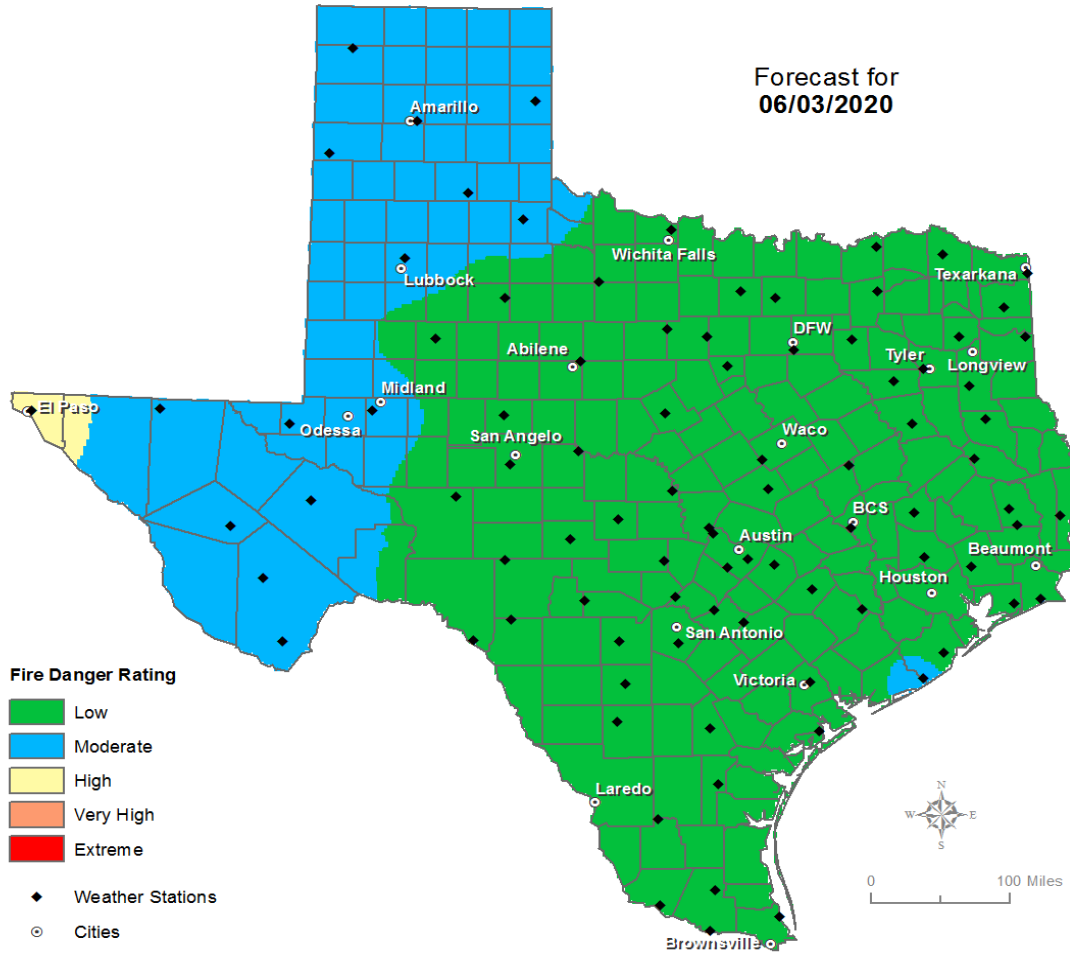 Forecast for
06/03/2020
Amarillo
Wichita Falls
Lubbock
Texarkana
DFW
Abilene
Tyler
Longview
Midland
El Paso
Odessa
San Angelo
Waco
BCS
Austin
Beaumont
Houston
San Antonio
Victoria
Laredo
Brownsville
Fire Danger Rating
Low
Moderate
High
Very High
Extreme
Weather Stations
Cities
N
W E
S
0 100 Miles